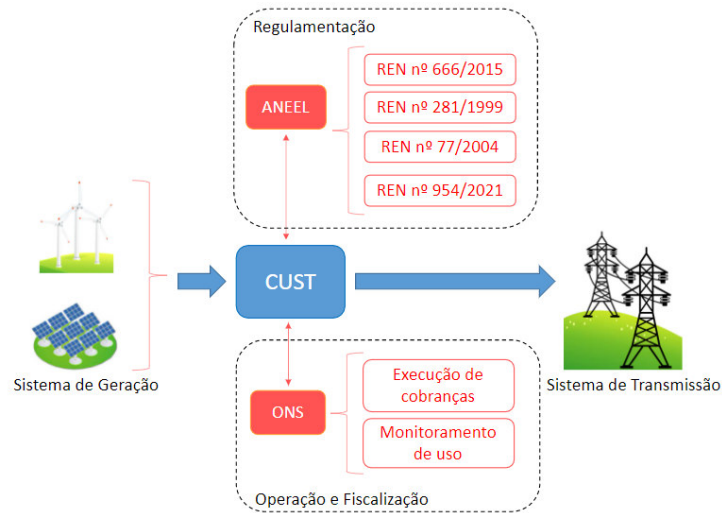 Regulamentação
ANEEL
REN nº 666/2015
REN nº 281/1999
REN nº 77/2004
REN nº 954/2021
CUST
Sistema de Geração
Sistema de Transmissão
ONS
Execução de
cobranças
Monitoramento
de uso
Operação e Fiscalização